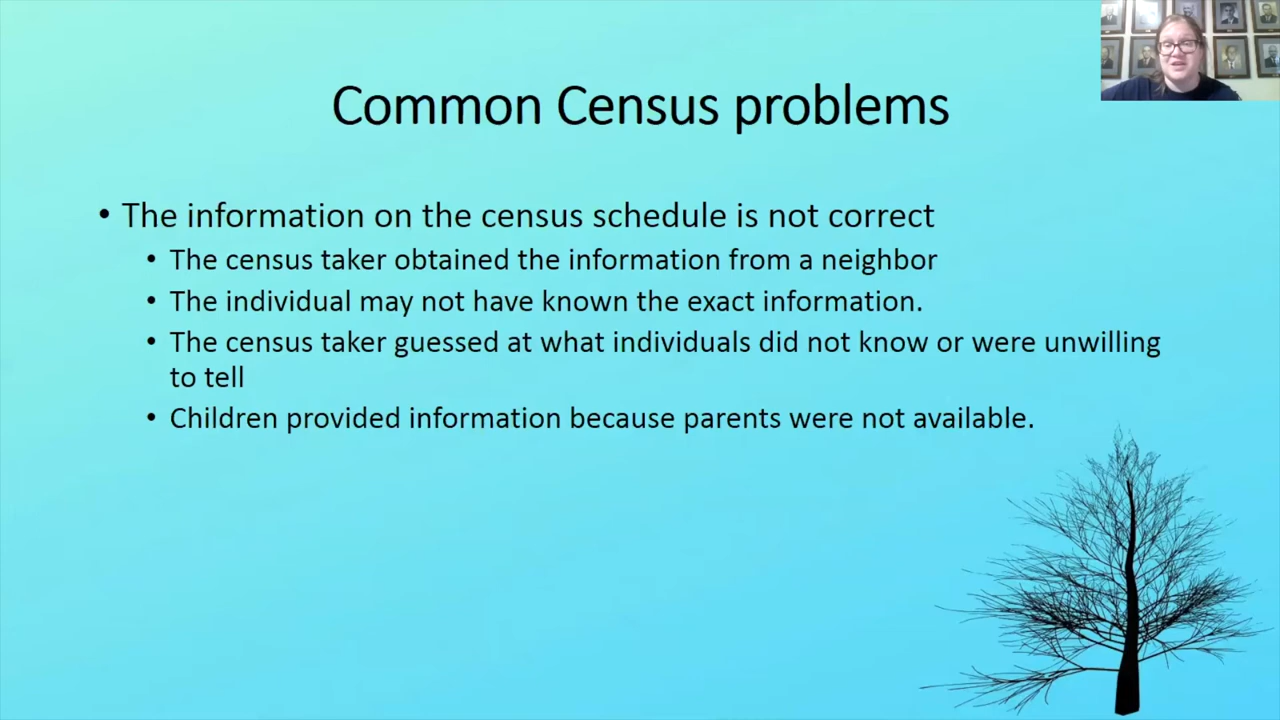 Common Census problems
• The information on the census schedule is not correct
• The census taker obtained the information from a neighbor
• The individual may not have known the exact information.
• The census taker guessed at what individuals did not know or were unwilling
to tell
• Children provided information because parents were not available.